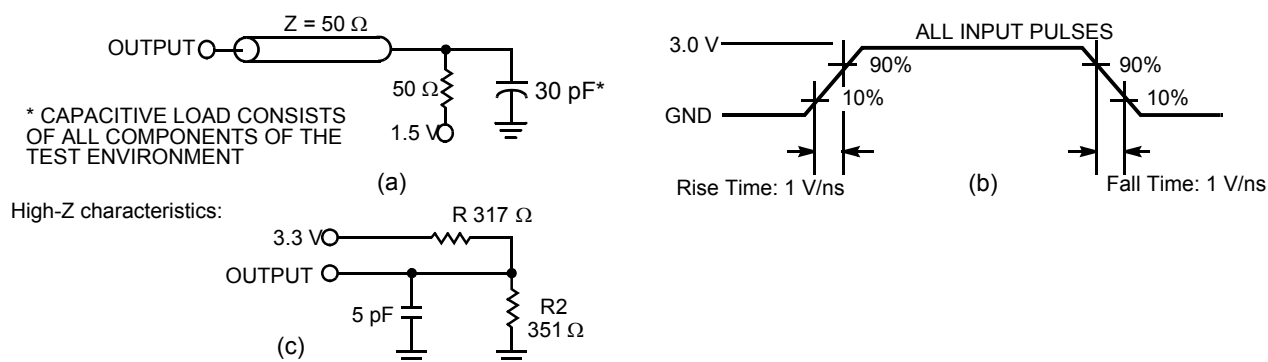 Z = 50 Ω
OUTPUT
50 Ω
30 pF*
1.5 V
* CAPACITIVE LOAD CONSISTS
OF ALL COMPONENTS OF THE
TEST ENVIRONMENT
(a)
3.0 V
ALL INPUT PULSES
90%
10%
GND
90%
10%
Rise Time: 1 V/ns
(b)
Fall Time: 1 V/ns
High-Z characteristics:
R 317 Ω
3.3 V
OUTPUT
5 pF
R2
351 Ω
(c)